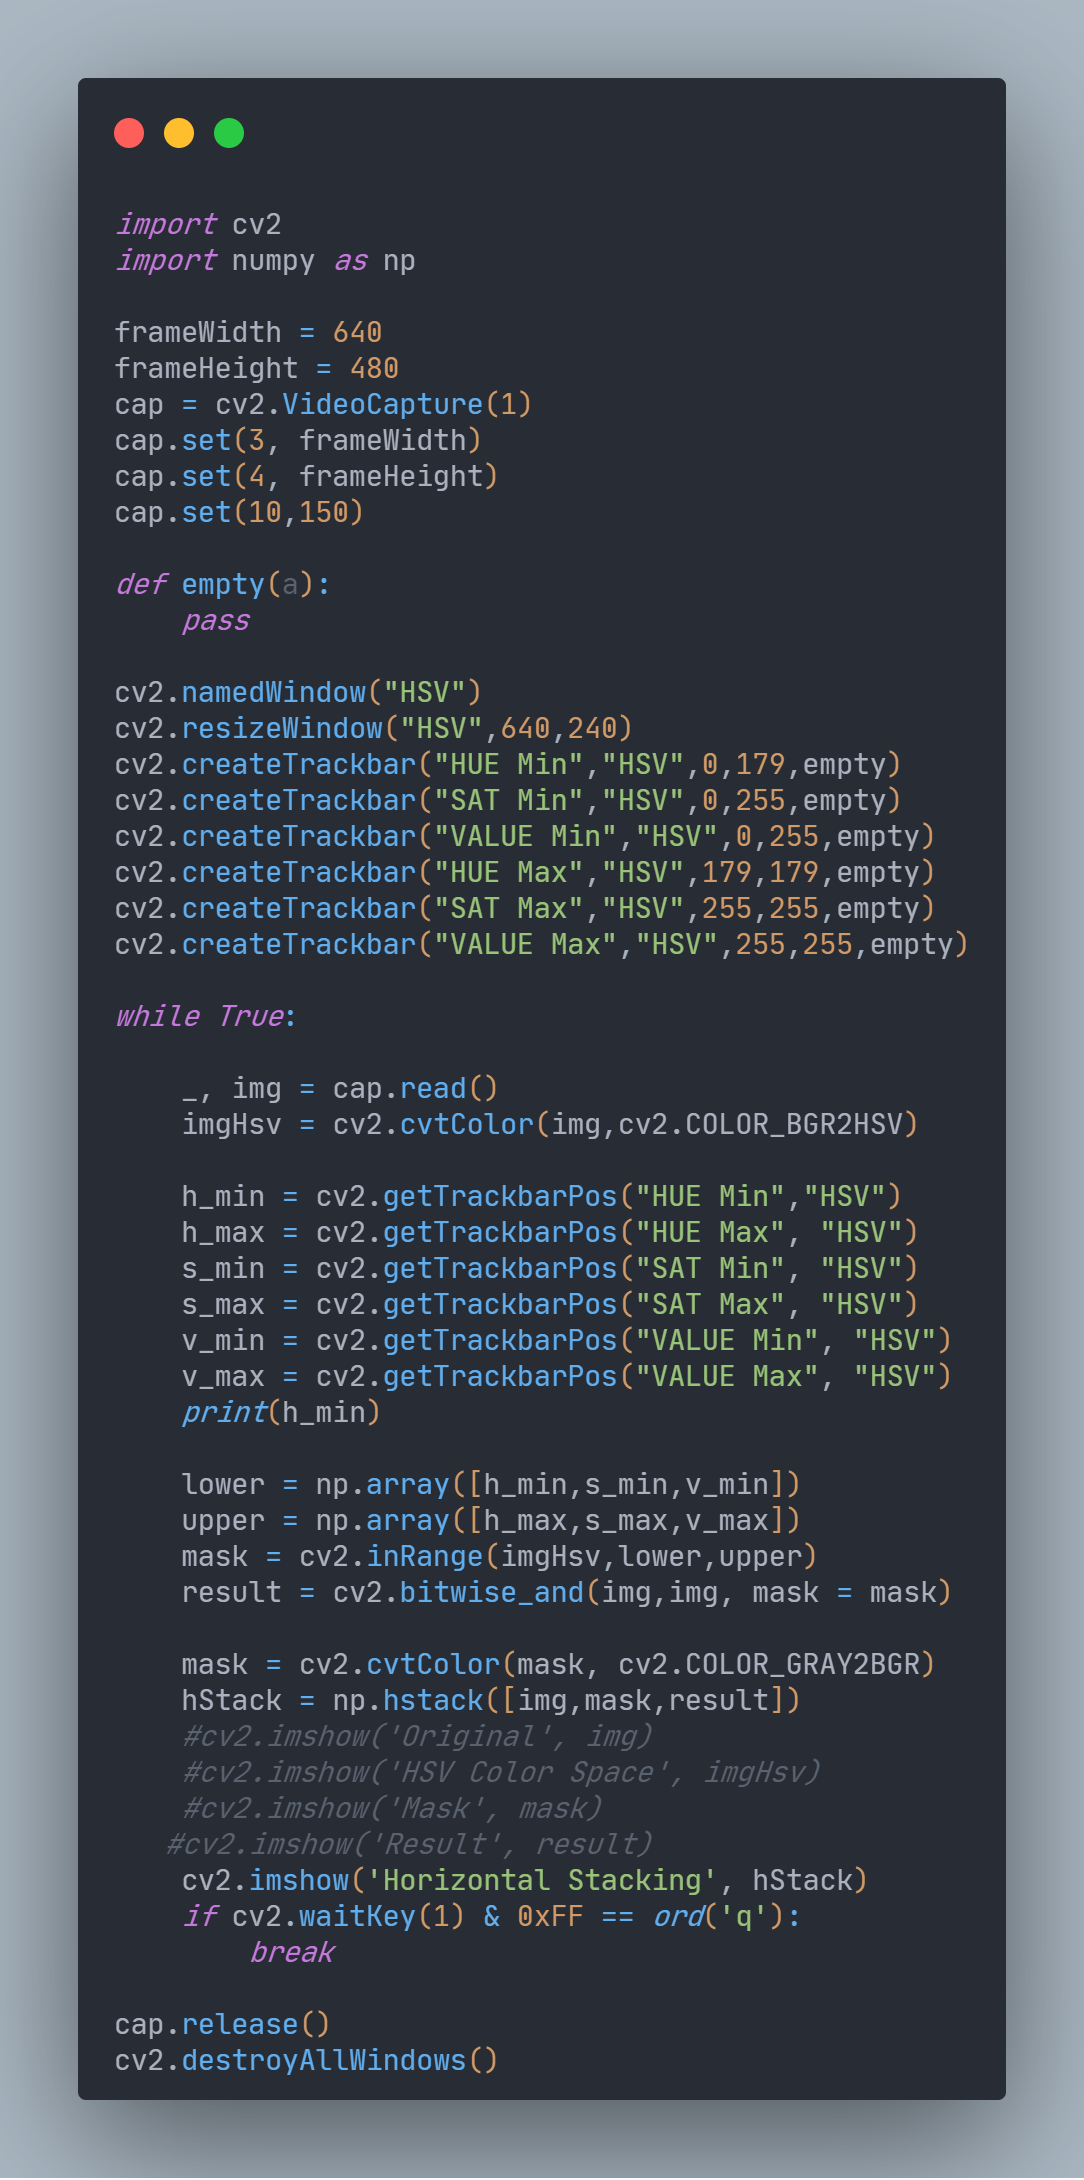 import cv2
import numpy as np

frameWidth = 640
frameHeight = 480
cap = cv2.VideoCapture(1)
cap.set(3, frameWidth)
cap.set(4, frameHeight)
cap.set(10,150)

def empty(a):
    pass

cv2.namedWindow("HSV")
cv2.resizeWindow("HSV",640,240)
cv2.createTrackbar("HUE Min","HSV",0,179,empty)
cv2.createTrackbar("SAT Min","HSV",0,255,empty)
cv2.createTrackbar("VALUE Min","HSV",0,255,empty)
cv2.createTrackbar("HUE Max","HSV",179,179,empty)
cv2.createTrackbar("SAT Max","HSV",255,255,empty)
cv2.createTrackbar("VALUE Max","HSV",255,255,empty)

while True:

    _, img = cap.read()
    imgHsv = cv2.cvtColor(img,cv2.COLOR_BGR2HSV)

    h_min = cv2.getTrackbarPos("HUE Min","HSV")
    h_max = cv2.getTrackbarPos("HUE Max", "HSV")
    s_min = cv2.getTrackbarPos("SAT Min", "HSV")
    s_max = cv2.getTrackbarPos("SAT Max", "HSV")
    v_min = cv2.getTrackbarPos("VALUE Min", "HSV")
    v_max = cv2.getTrackbarPos("VALUE Max", "HSV")
    print(h_min)

    lower = np.array([h_min,s_min,v_min])
    upper = np.array([h_max,s_max,v_max])
    mask = cv2.inRange(imgHsv,lower,upper)
    result = cv2.bitwise_and(img,img, mask = mask)

    mask = cv2.cvtColor(mask, cv2.COLOR_GRAY2BGR)
    hStack = np.hstack([img,mask,result])
    #cv2.imshow('Original', img)
    #cv2.imshow('HSV Color Space', imgHsv)
    #cv2.imshow('Mask', mask)
   #cv2.imshow('Result', result)
    cv2.imshow('Horizontal Stacking', hStack)
    if cv2.waitKey(1) & 0xFF == ord('q'):
        break

cap.release()
cv2.destroyAllWindows()